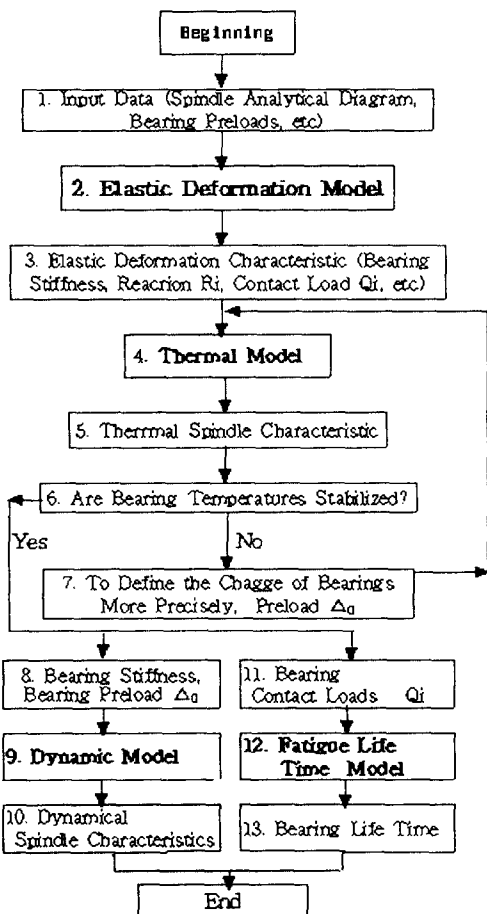 Beginning
1. Input Data (Spindle Analytical Diagram,
Bearing Preloads, etc)
2. Elastic Deformation Model
3. Elastic Deformation Characteristic (Bearing
Stiffness, Reacrion Ri, Contact Load Qi, etc)
4. Thermal Model
5. Therrmal Spindle Characteristic
6. Are Bearing Temperatures Stabilized?
Yes
No
7. To Define the Chagge of Bearings
More Precisely, Preload Δa
8. Bearing Stiffness,
Bearing Preload Δa
9. Dynamic Model
10. Dynamical
Spindle Characteristics
11. Bearing
Contact Loads Qi
12. Fatigue Life
Time Model
13. Bearing Life Time
End